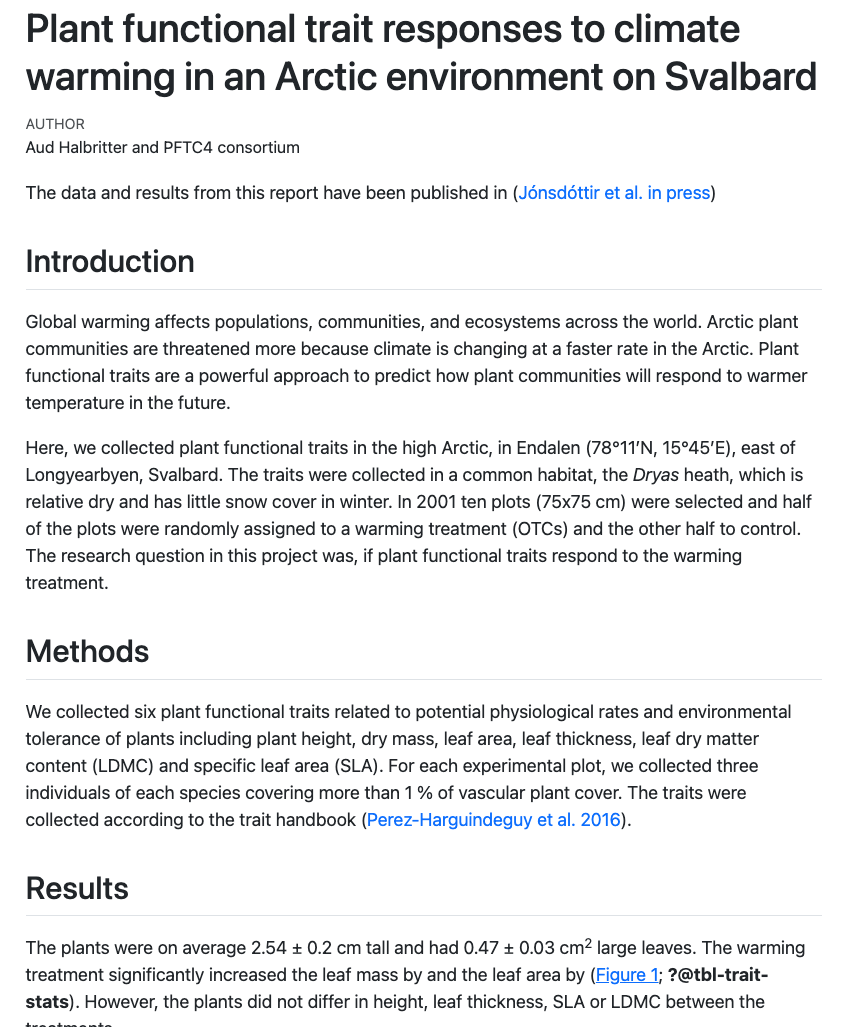 Plant functional trait responses to climate
warming in an Arctic environment on Svalbard
AUTHOR
Aud Halbritter and PFTC4 consortium
The data and results from this report have been published in (Jónsdóttir et al. in press)
Introduction
Global warming affects populations, communities, and ecosystems across the world. Arctic plant
communities are threatened more because climate is changing at a faster rate in the Arctic. Plant
functional traits are a powerful approach to predict how plant communities will respond to warmer
temperature in the future.
Here, we collected plant functional traits in the high Arctic, in Endalen (78°11′N, 15°45′E), east of
Longyearbyen, Svalbard. The traits were collected in a common habitat, the Dryas heath, which is
relative dry and has little snow cover in winter. In 2001 ten plots (75x75 cm) were selected and half
of the plots were randomly assigned to a warming treatment (OTCs) and the other half to control.
The research question in this project was, if plant functional traits respond to the warming
treatment.
Methods
We collected six plant functional traits related to potential physiological rates and environmental
tolerance of plants including plant height, dry mass, leaf area, leaf thickness, leaf dry matter
content (LDMC) and specific leaf area (SLA). For each experimental plot, we collected three
individuals of each species covering more than 1 % of vascular plant cover. The traits were
collected according to the trait handbook (Perez-Harguindeguy et al. 2016).
Results
The plants were on average 2.54 ± 0.2 cm tall and had 0.47 ± 0.03 cm² large leaves. The warming
treatment significantly increased the leaf mass by and the leaf area by (Figure 1; ?@tbl-trait-
stats). However, the plants did not differ in height, leaf thickness, SLA or LDMC between the